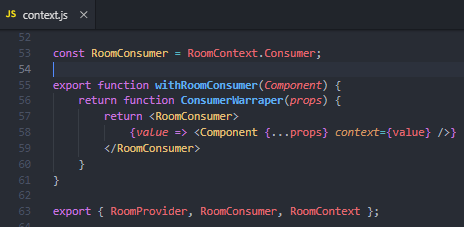 JS context.js ×
52
53 const RoomConsumer = RoomContext.Consumer;
54
55 export function withRoomConsumer(Component) {
56     return function ConsumerWarraper(props) {
57         return <RoomConsumer>
58             {value => <Component {...props} context={value} />}
59         </RoomConsumer>
60     }
61 }
62
63 export { RoomProvider, RoomConsumer, RoomContext };
64